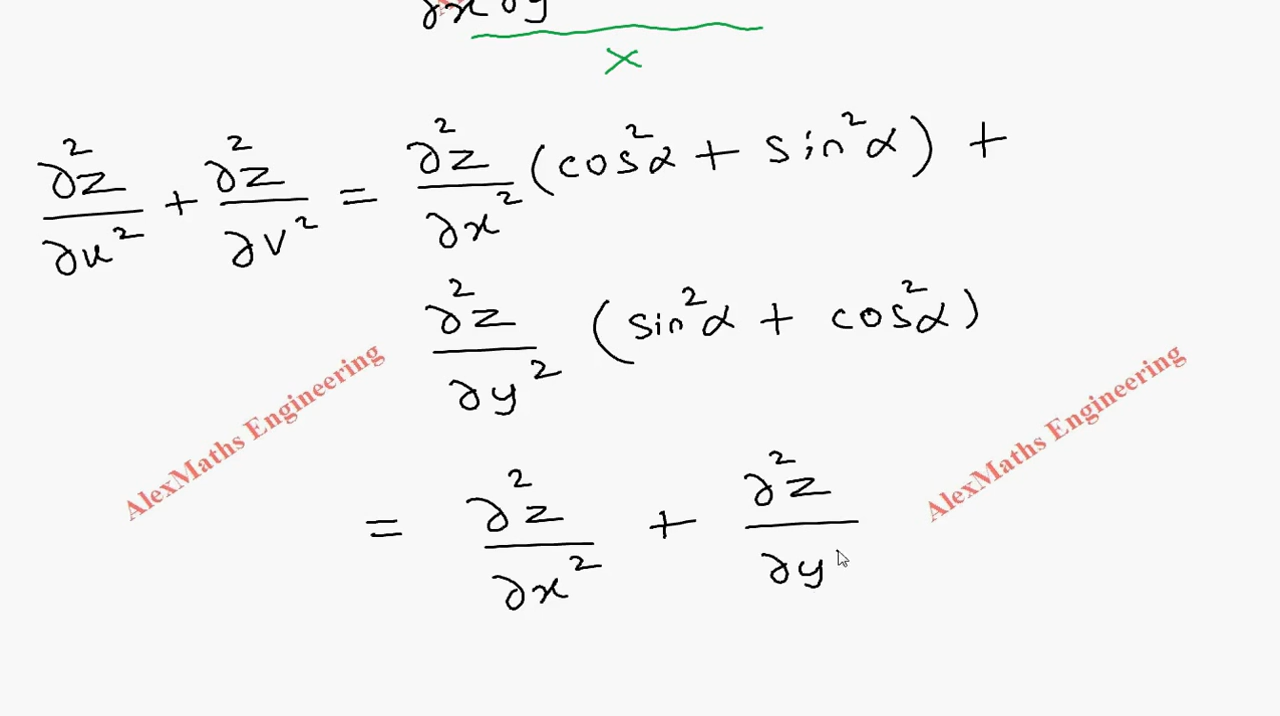 ∂x∂y
×
∂²z/∂u² + ∂²z/∂v² = ∂²z/∂x² (cos²α + sin²α) +
∂²z/∂y² (sin²α + cos²α)
= ∂²z/∂x² + ∂²z/∂y
AlexMaths Engineering
AlexMaths Engineering